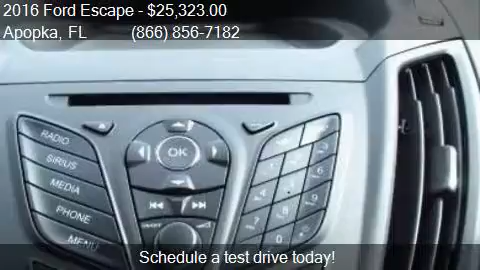 2016 Ford Escape - $25,323.00
Apopka, FL (866) 856-7182
RADIO
SIRIUS
MEDIA
PHONE
MENU
OK
Schedule a test drive today!